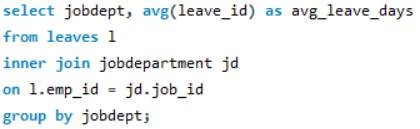 select jobdept, avg(leave_id) as avg_leave_days
from leaves l
inner join jobdepartment jd
on l.emp_id = jd.job_id
group by jobdept;